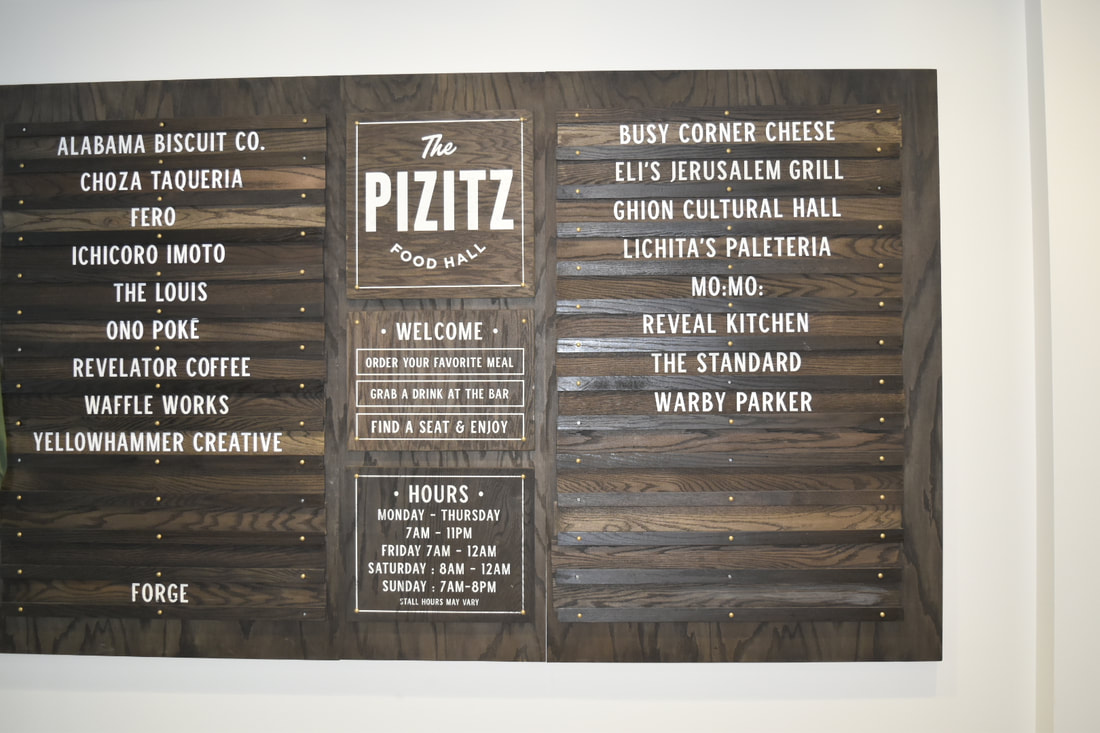 ALABAMA BISCUIT CO.
CHOZA TAQUERIA
FERO
ICHICORO IMOTO
THE LOUIS
ONO POKĒ
REVELATOR COFFEE
WAFFLE WORKS
YELLOWHAMMER CREATIVE
FORGE
The
PIZITZ
FOOD HALL
• WELCOME •
ORDER YOUR FAVORITE MEAL
GRAB A DRINK AT THE BAR
FIND A SEAT & ENJOY
• HOURS •
MONDAY - THURSDAY
7AM - 11PM
FRIDAY 7AM - 12AM
SATURDAY : 8AM - 12AM
SUNDAY : 7AM-8PM
STALL HOURS MAY VARY
BUSY CORNER CHEESE
ELI'S JERUSALEM GRILL
GHION CULTURAL HALL
LICHITA'S PALETERIA
MO:MO:
REVEAL KITCHEN
THE STANDARD
WARBY PARKER